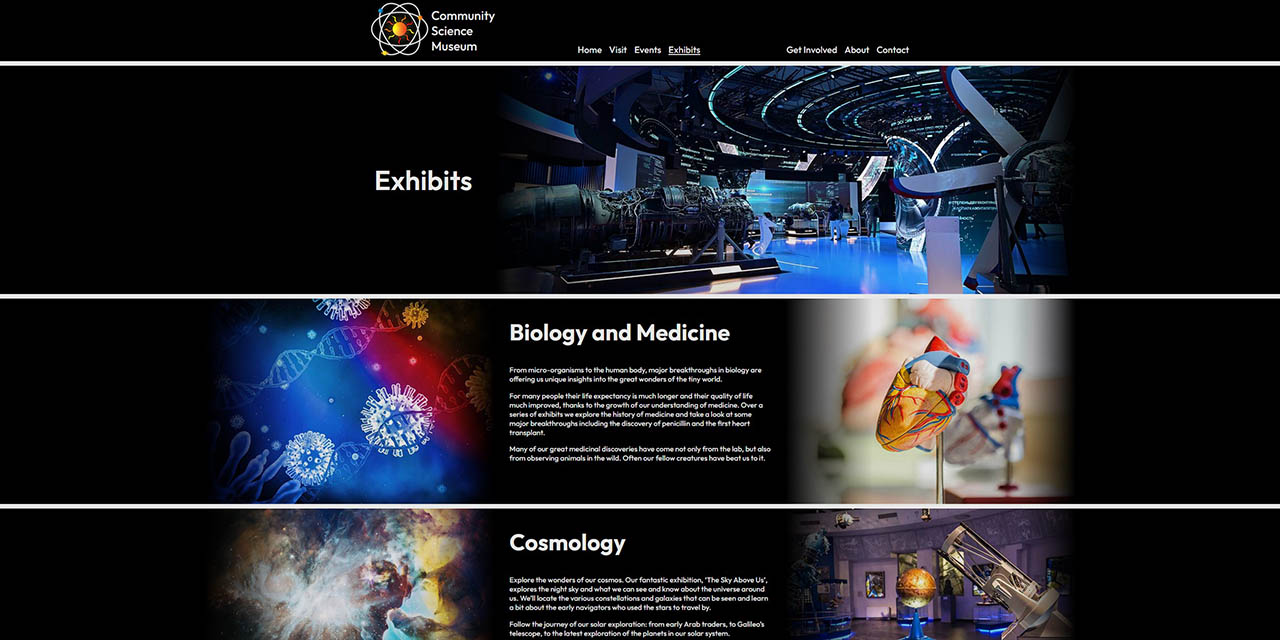 Community
Science
Museum
Home Visit Events Exhibits Get Involved About Contact
Exhibits
Biology and Medicine
From micro-organisms to the human body, major breakthroughs in biology are
offering us unique insights into the great wonders of the tiny world.
For many people their life expectancy is much longer and their quality of life
much improved, thanks to the growth of our understanding of medicine. Over a
series of exhibits we explore the history of medicine and take a look at some
major breakthroughs including the discovery of penicillin and the first heart
transplant.
Many of our great medicinal discoveries have come not only from the lab, but also
from observing animals in the wild. Often our fellow creatures have beat us to it.
Cosmology
Explore the wonders of our cosmos. Our fantastic exhibition, ‘The Sky Above Us’,
explores the night sky and what we can see and know about the universe around
us. We’ll locate the various constellations and galaxies that can be seen and learn
a bit about the early navigators who used the stars to travel by.
Follow the journey of our solar exploration: from early Arab traders, to Galileo’s
telescope, to the latest exploration of the planets in our solar system.